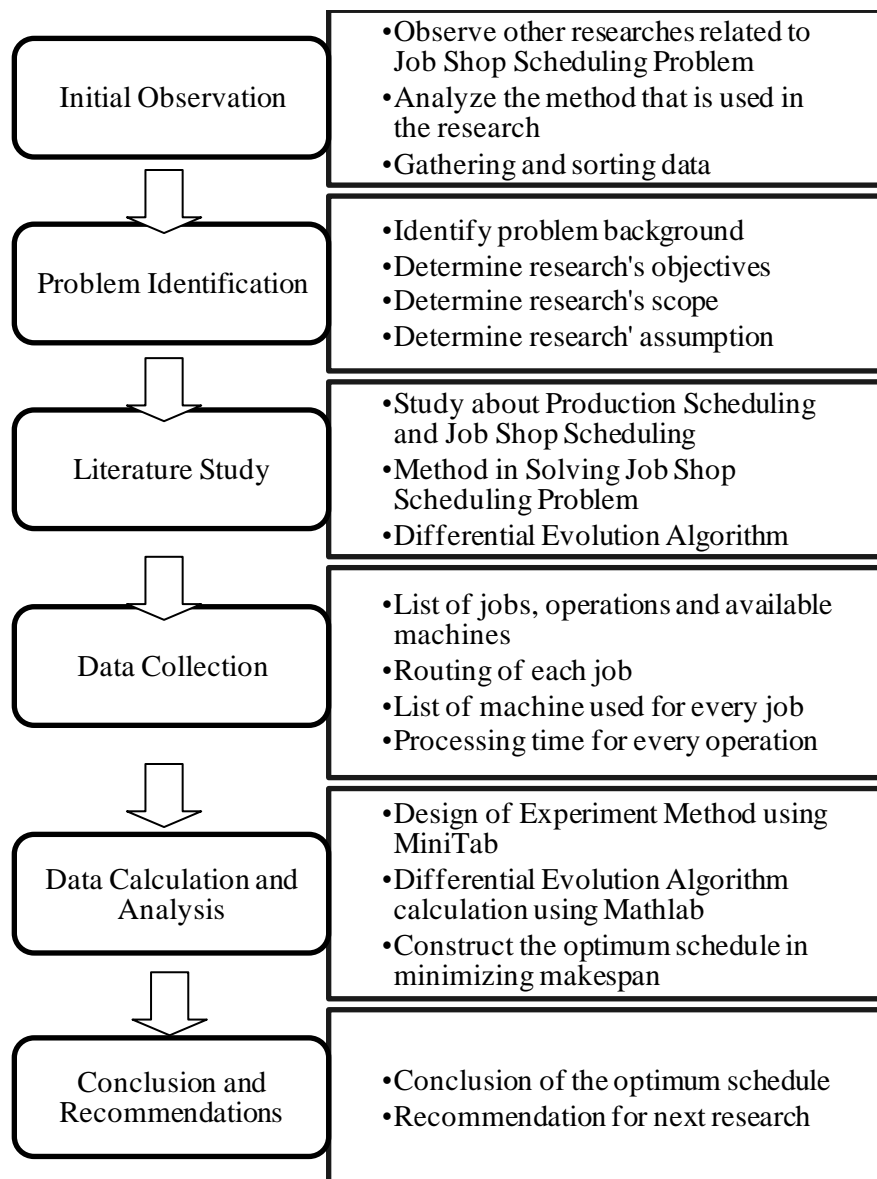 Initial Observation
•Observe other researches related to
Job Shop Scheduling Problem
•Analyze the method that is used in
the research
•Gathering and sorting data
Problem Identification
•Identify problem background
•Determine research's objectives
•Determine research's scope
•Determine research' assumption
Literature Study
•Study about Production Scheduling
and Job Shop Scheduling
•Method in Solving Job Shop
Scheduling Problem
•Differential Evolution Algorithm
Data Collection
•List of jobs, operations and available
machines
•Routing of each job
•List of machine used for every job
•Processing time for every operation
Data Calculation and
Analysis
•Design of Experiment Method using
MiniTab
•Differential Evolution Algorithm
calculation using Mathlab
•Construct the optimum schedule in
minimizing makespan
Conclusion and
Recommendations
•Conclusion of the optimum schedule
•Recommendation for next research